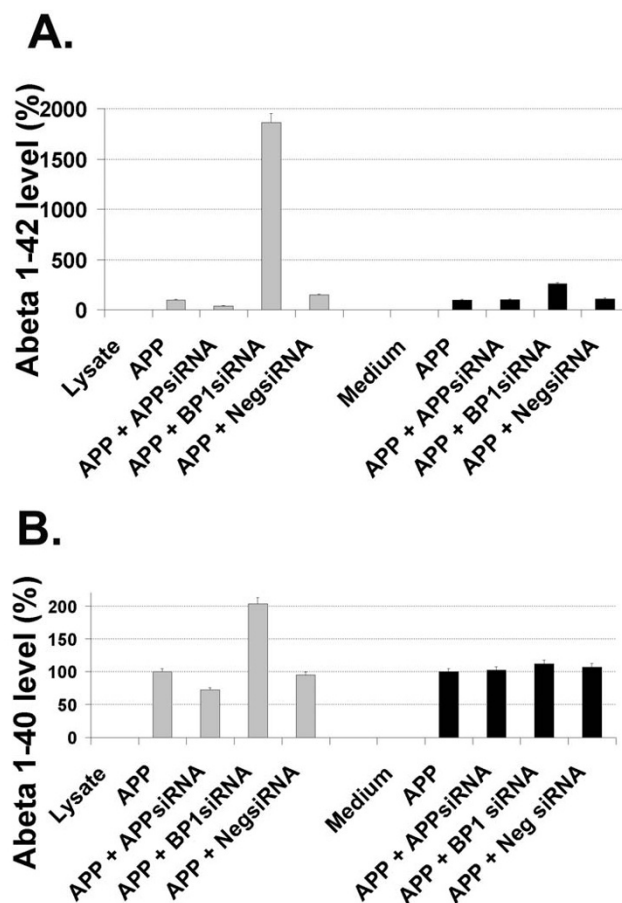 A.
Abeta 1-42 level (%)
2000
1500
1000
500
0
Lysate
APP
APP + APPsiRNA
APP + BP1siRNA
APP + NegsiRNA
Medium
APP
APP + APPsiRNA
APP + BP1siRNA
APP + NegsiRNA
B.
Abeta 1-40 level (%)
200
150
100
50
0
Lysate
APP
APP + APPsiRNA
APP + BP1siRNA
APP + NegsiRNA
Medium
APP
APP + APPsiRNA
APP + BP1 siRNA
APP + Neg siRNA